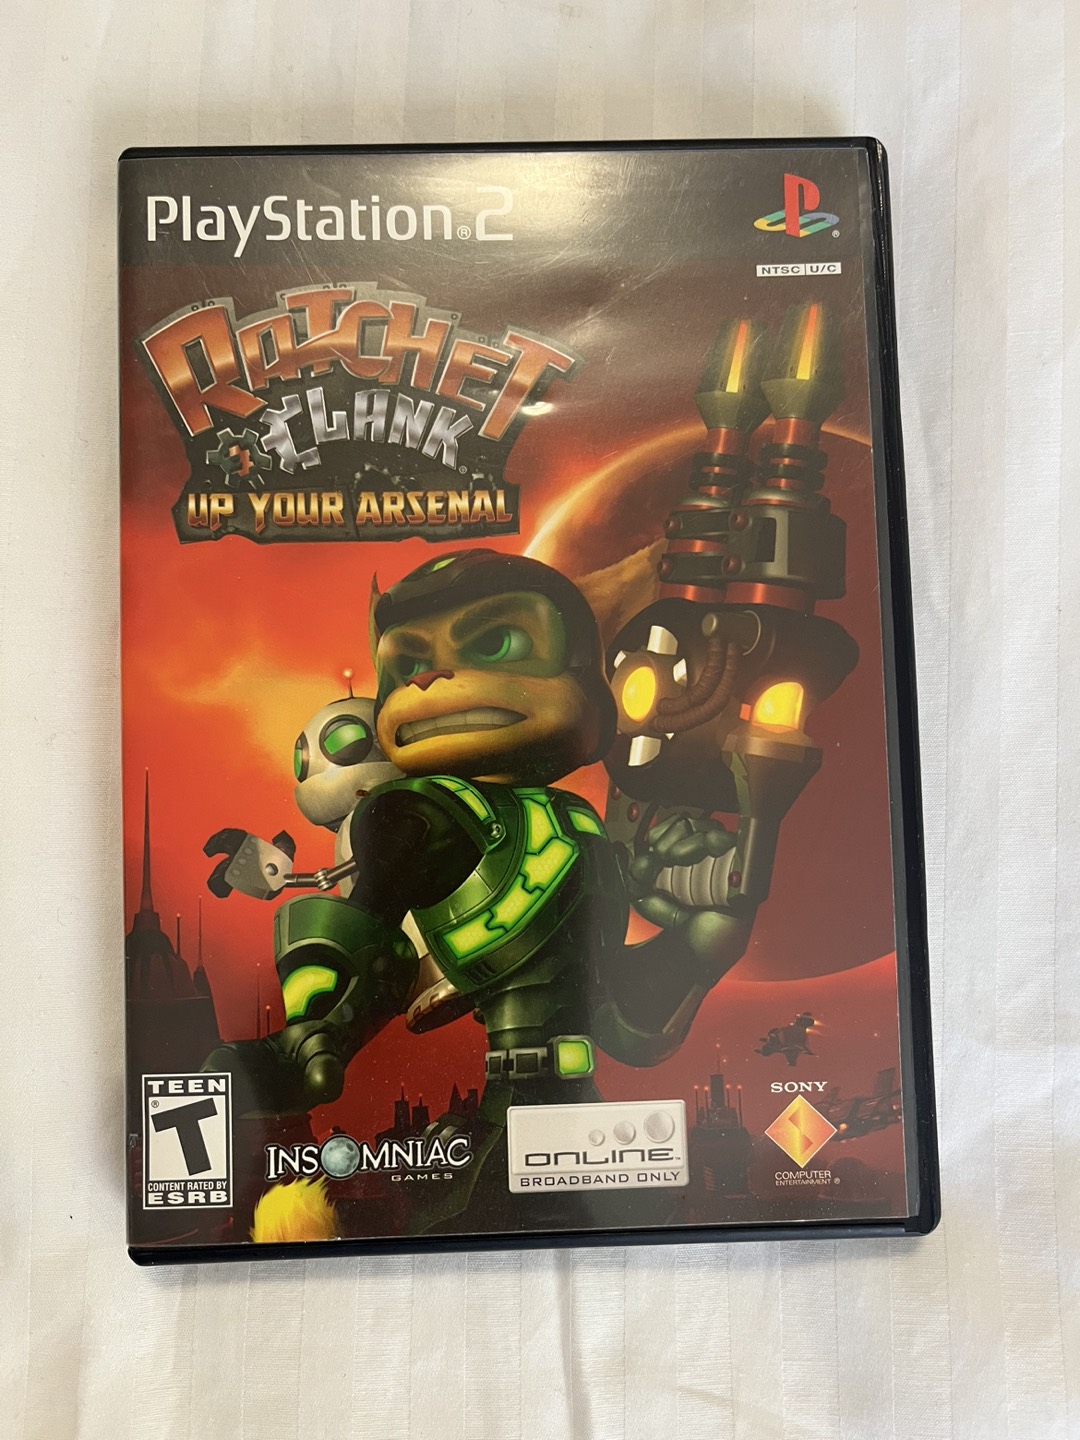 PlayStation®2
®
NTSC U/C
RATCHET
CLANK®
UP YOUR ARSENAL
TEEN
®
T
CONTENT RATED BY
ESRB
INSOMNIAC
GAMES
ONLINE™
BROADBAND ONLY
SONY
COMPUTER
ENTERTAINMENT®